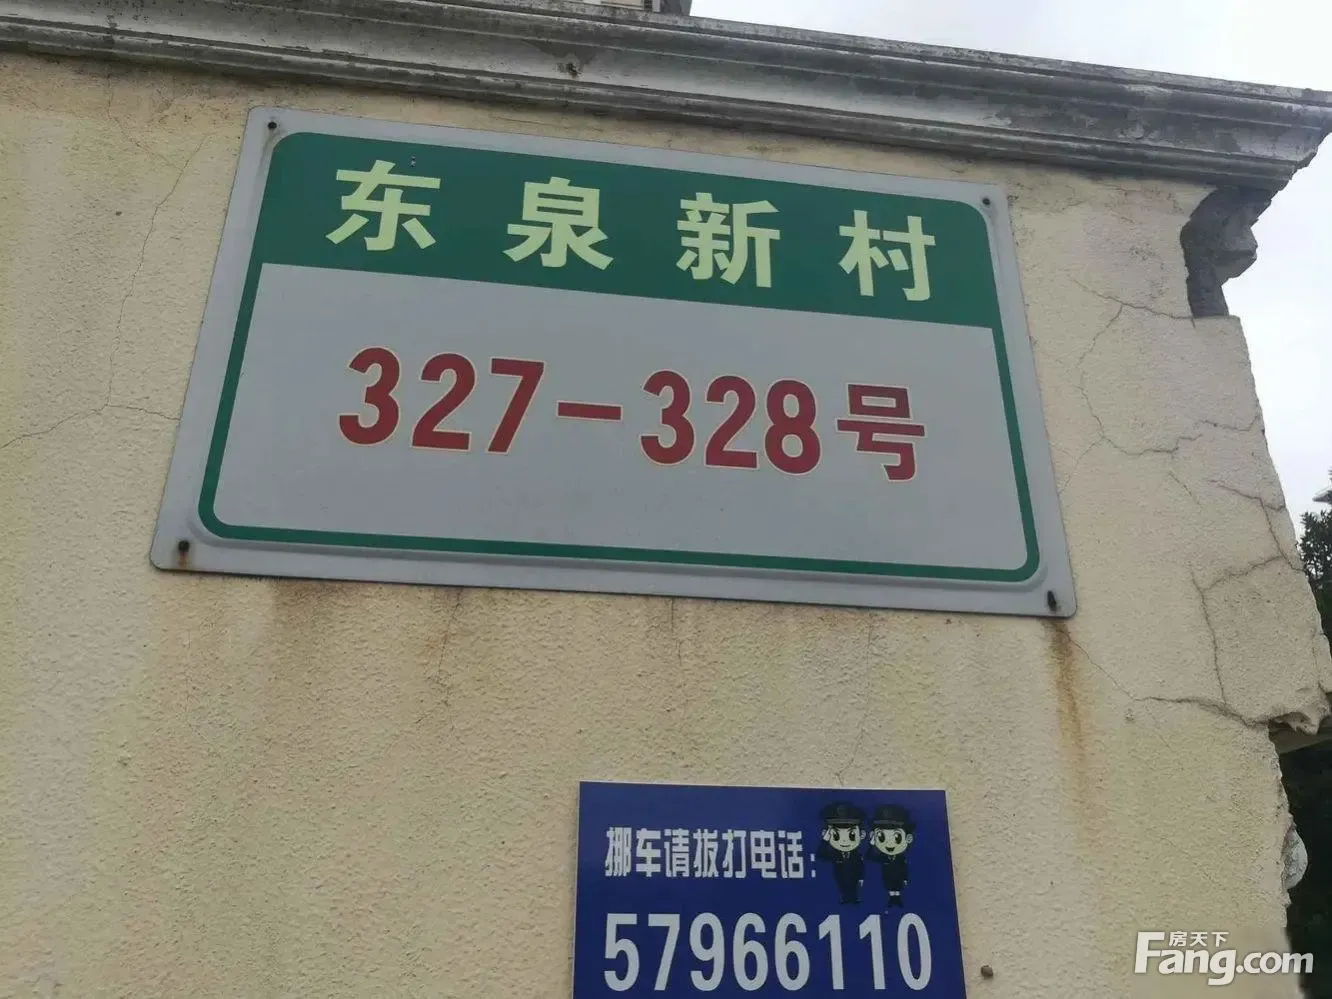 东泉新村
327-328号
挪车请拨打电话:
57966110
房天下
Fang.com